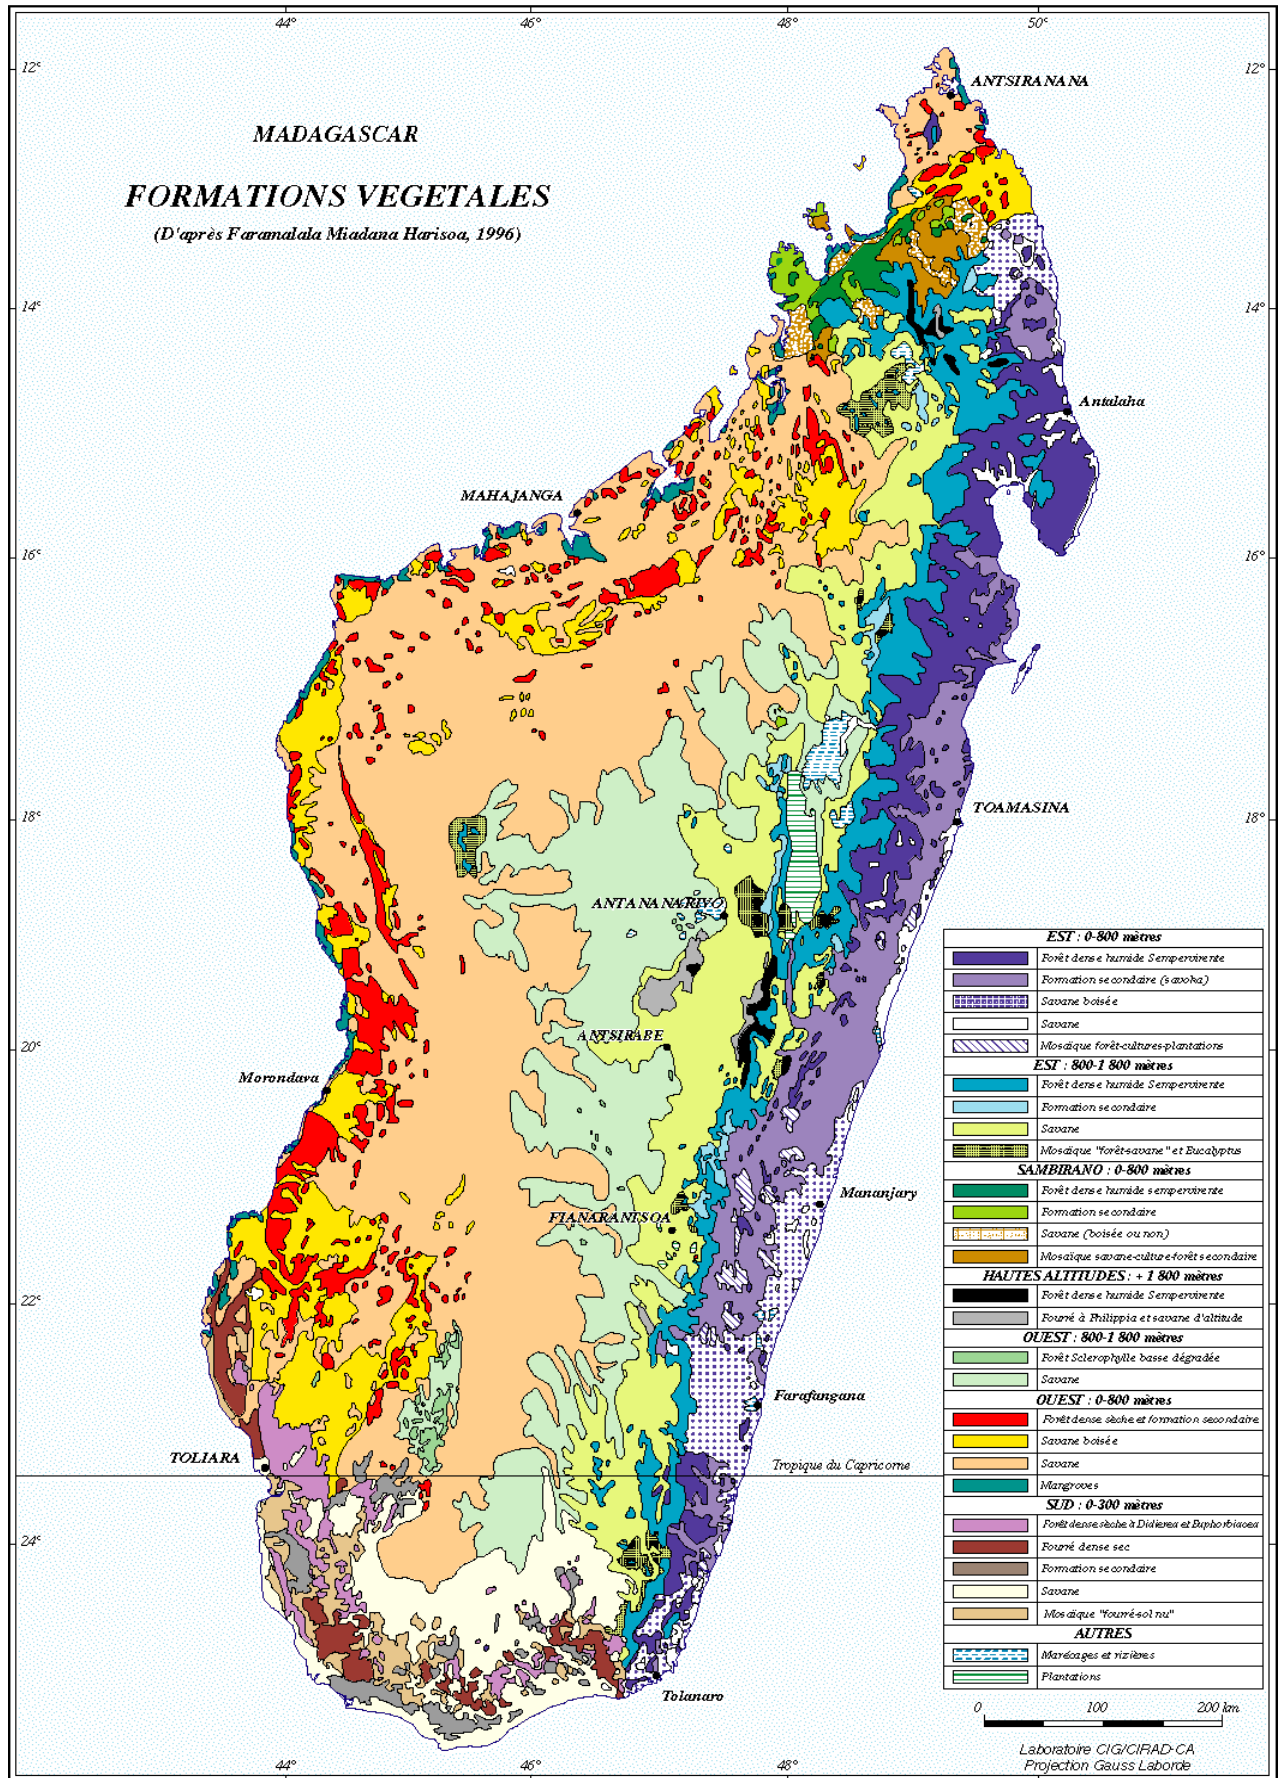 44°
46°
48°
50°
12°
12°
ANTSIRANANA
MADAGASCAR
FORMATIONS VEGETALES
(D'après Faramalala Miadana Harisoa, 1996)
14°
14°
Antalaha
MAHAJANGA
16°
16°
18°
TOAMASINA
18°
ANTANANARIVO
20°
ANTSIRABE
Morondava
Mananjary
FIANARANTSOA
22°
Farafangana
TOLIARA
Tropique du Capricorne
24°
Tolanaro
EST : 0-800 mètres
Forêt dense humide Sempervirente
Formation secondaire (savoka)
Savane boisée
Savane
Mosaïque forêt-cultures-plantations
EST : 800-1 800 mètres
Forêt dense humide Sempervirente
Formation secondaire
Savane
Mosaïque "forêt-savane" et Eucalyptus
SAMBIRANO : 0-800 mètres
Forêt dense humide sempervirente
Formation secondaire
Savane (boisée ou non)
Mosaïque savane-culture-forêt secondaire
HAUTES ALTITUDES : + 1 800 mètres
Forêt dense humide Sempervirente
Fourré à Philippia et savane d'altitude
OUEST : 800-1 800 mètres
Forêt Sclerophylle basse dégradée
Savane
OUEST : 0-800 mètres
Forêt dense sèche et formation secondaire
Savane boisée
Savane
Mangroves
SUD : 0-300 mètres
Forêt dense sèche à Didierea et Euphorbiacea
Fourré dense sec
Formation secondaire
Savane
Mosaïque "fourré-sol nu"
AUTRES
Marécages et rizières
Plantations
0 100 200 km
Laboratoire CIG/CIRAD-CA
Projection Gauss Laborde
44°
46°
48°